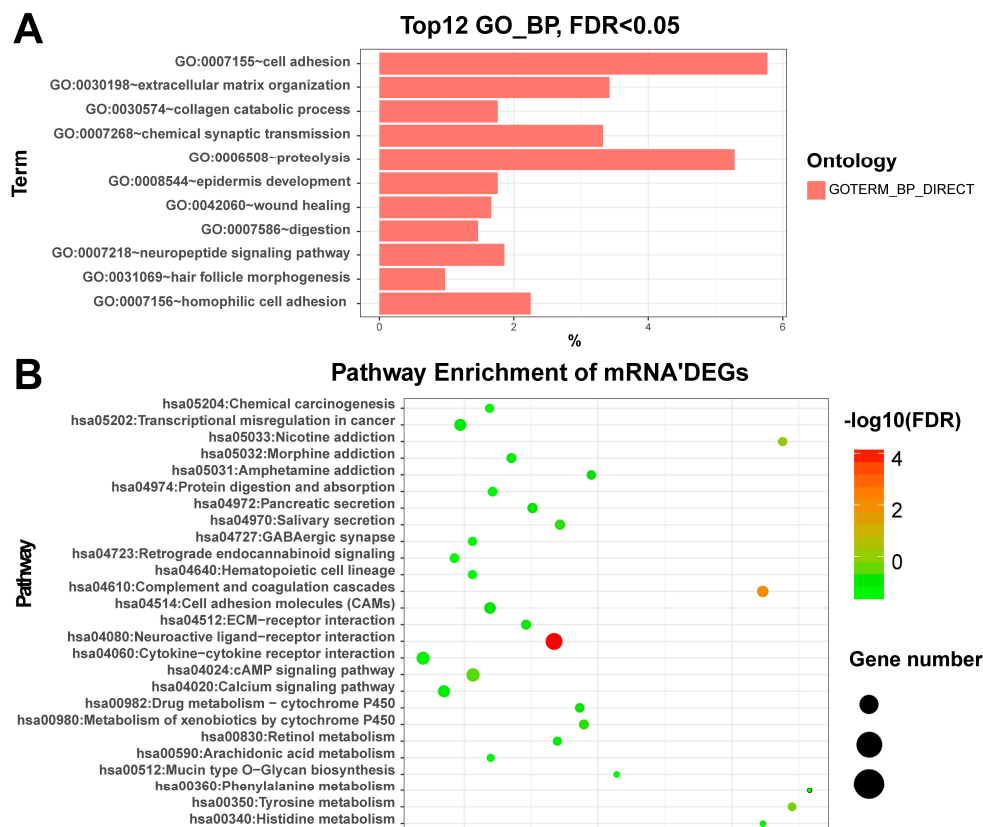 A
Top12 GO_BP, FDR<0.05
Term
GO:0007155~cell adhesion
GO:0030198~extracellular matrix organization
GO:0030574~collagen catabolic process
GO:0007268~chemical synaptic transmission
GO:0006508~proteolysis
GO:0008544~epidermis development
GO:0042060~wound healing
GO:0007586~digestion
GO:0007218~neuropeptide signaling pathway
GO:0031069~hair follicle morphogenesis
GO:0007156~homophilic cell adhesion
0 2 4 6
%
Ontology
GOTERM_BP_DIRECT
B
Pathway Enrichment of mRNA'DEGs
Pathway
hsa05204:Chemical carcinogenesis
hsa05202:Transcriptional misregulation in cancer
hsa05033:Nicotine addiction
hsa05032:Morphine addiction
hsa05031:Amphetamine addiction
hsa04974:Protein digestion and absorption
hsa04972:Pancreatic secretion
hsa04970:Salivary secretion
hsa04727:GABAergic synapse
hsa04723:Retrograde endocannabinoid signaling
hsa04640:Hematopoietic cell lineage
hsa04610:Complement and coagulation cascades
hsa04514:Cell adhesion molecules (CAMs)
hsa04512:ECM−receptor interaction
hsa04080:Neuroactive ligand−receptor interaction
hsa04060:Cytokine−cytokine receptor interaction
hsa04024:cAMP signaling pathway
hsa04020:Calcium signaling pathway
hsa00982:Drug metabolism − cytochrome P450
hsa00980:Metabolism of xenobiotics by cytochrome P450
hsa00830:Retinol metabolism
hsa00590:Arachidonic acid metabolism
hsa00512:Mucin type O−Glycan biosynthesis
hsa00360:Phenylalanine metabolism
hsa00350:Tyrosine metabolism
hsa00340:Histidine metabolism
-log10(FDR)
4
2
0
Gene number